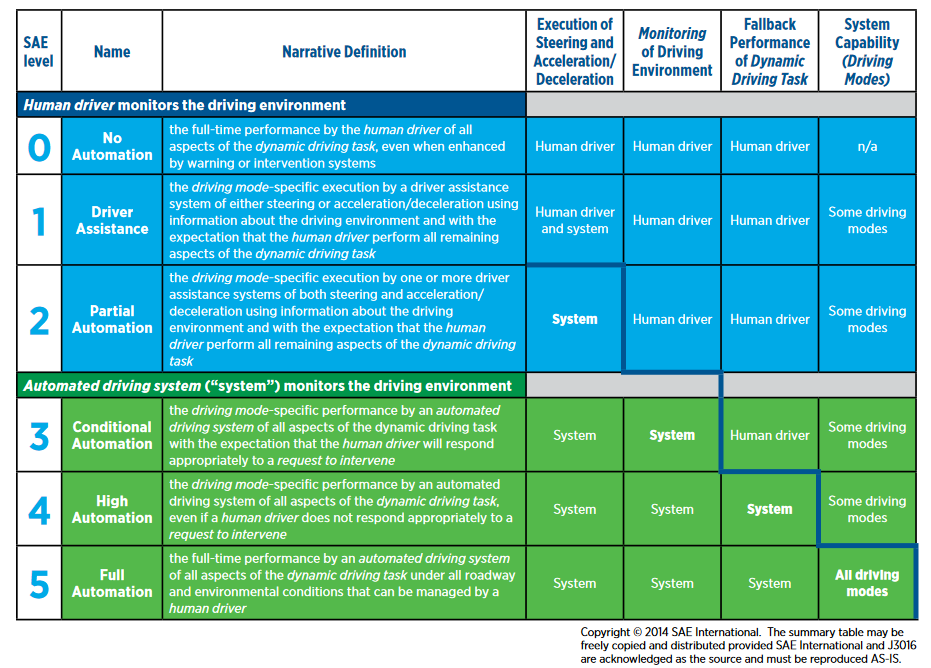 SAE level
Name
Narrative Definition
Execution of Steering and Acceleration/ Deceleration
Monitoring of Driving Environment
Fallback Performance of Dynamic Driving Task
System Capability (Driving Modes)
Human driver monitors the driving environment
0
No Automation
the full-time performance by the human driver of all
aspects of the dynamic driving task, even when enhanced
by warning or intervention systems
Human driver
Human driver
Human driver
n/a
1
Driver Assistance
the driving mode-specific execution by a driver assistance
system of either steering or acceleration/deceleration using
information about the driving environment and with the
expectation that the human driver perform all remaining
aspects of the dynamic driving task
Human driver and system
Human driver
Human driver
Some driving modes
2
Partial Automation
the driving mode-specific execution by one or more driver
assistance systems of both steering and acceleration/
deceleration using information about the driving
environment and with the expectation that the human
driver perform all remaining aspects of the dynamic driving
task
System
Human driver
Human driver
Some driving modes
Automated driving system (“system”) monitors the driving environment
3
Conditional Automation
the driving mode-specific performance by an automated
driving system of all aspects of the dynamic driving task
with the expectation that the human driver will respond
appropriately to a request to intervene
System
System
Human driver
Some driving modes
4
High Automation
the driving mode-specific performance by an automated
driving system of all aspects of the dynamic driving task,
even if a human driver does not respond appropriately to a
request to intervene
System
System
System
Some driving modes
5
Full Automation
the full-time performance by an automated driving system
of all aspects of the dynamic driving task under all roadway
and environmental conditions that can be managed by a
human driver
System
System
System
All driving modes
Copyright © 2014 SAE International. The summary table may be
freely copied and distributed provided SAE International and J3016
are acknowledged as the source and must be reproduced AS-IS.